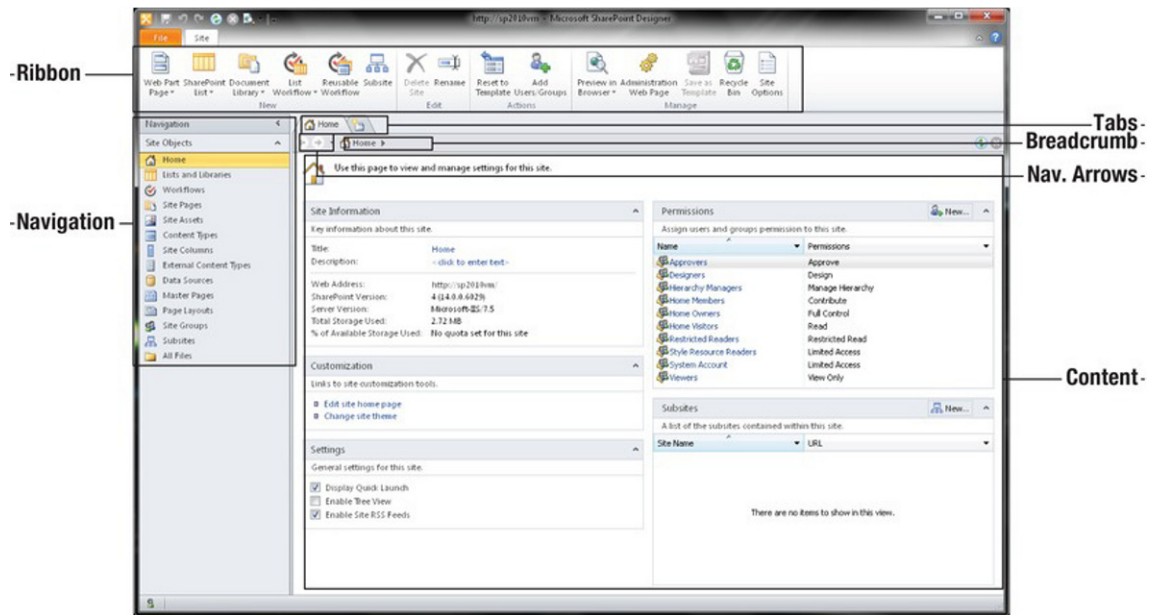 http://sp2010vm - Microsoft SharePoint Designer
File Site
Web Part Page SharePoint List Document Library List Workflow Reusable Workflow Subsite Delete Site Rename Reset to Template Add Users/Groups Preview in Browser Administration Web Page Save as Template Recycle Bin Site Options
New Edit Actions Manage
Ribbon
Tabs
Breadcrumb
Nav. Arrows
Navigation
Content
Navigation
Site Objects
Home
Lists and Libraries
Workflows
Site Pages
Site Assets
Content Types
Site Columns
External Content Types
Data Sources
Master Pages
Page Layouts
Site Groups
Subsites
All Files
Home
Home
Use this page to view and manage settings for this site.
Site Information
Key information about this site.
Title: Home
Description: <click to enter text>
Web Address: http://sp2010vm/
SharePoint Version: 4 (14.0.0.6029)
Server Version: Microsoft-IIS/7.5
Total Storage Used: 2.72 MB
% of Available Storage Used: No quota set for this site
Customization
Links to site customization tools.
Edit site home page
Change site theme
Settings
General settings for this site.
Display Quick Launch
Enable Tree View
Enable Site RSS Feeds
Permissions New...
Assign users and groups permission to this site.
Name Permissions
Approvers Approve
Designers Design
Hierarchy Managers Manage Hierarchy
Home Members Contribute
Home Owners Full Control
Home Visitors Read
Restricted Readers Restricted Read
Style Resource Readers Limited Access
System Account Limited Access
Viewers View Only
Subsites New...
A list of the subsites contained within this site.
Site Name URL
There are no items to show in this view.